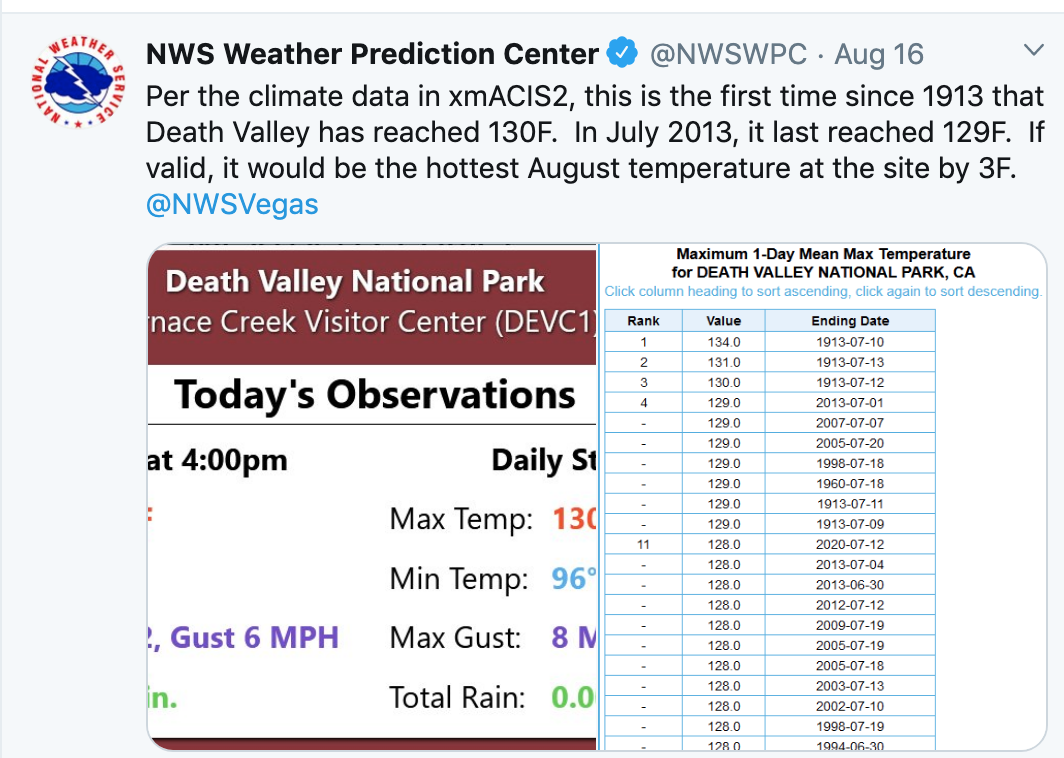 NATIONAL WEATHER SERVICE
NWS Weather Prediction Center @NWSWPC · Aug 16
Per the climate data in xmACIS2, this is the first time since 1913 that
Death Valley has reached 130F.  In July 2013, it last reached 129F.  If
valid, it would be the hottest August temperature at the site by 3F.
@NWSVegas
Death Valley National Park
rnace Creek Visitor Center (DEVC1)
Today's Observations
at 4:00pm
Daily St
Max Temp: 130
Min Temp: 96°
, Gust 6 MPH
Max Gust: 8 M
in.
Total Rain: 0.0
Maximum 1-Day Mean Max Temperature
for DEATH VALLEY NATIONAL PARK, CA
Click column heading to sort ascending, click again to sort descending.
Rank Value Ending Date
1 134.0 1913-07-10
2 131.0 1913-07-13
3 130.0 1913-07-12
4 129.0 2013-07-01
- 129.0 2007-07-07
- 129.0 2005-07-20
- 129.0 1998-07-18
- 129.0 1960-07-18
- 129.0 1913-07-11
- 129.0 1913-07-09
11 128.0 2020-07-12
- 128.0 2013-07-04
- 128.0 2013-06-30
- 128.0 2012-07-12
- 128.0 2009-07-19
- 128.0 2005-07-19
- 128.0 2005-07-18
- 128.0 2003-07-13
- 128.0 2002-07-10
- 128.0 1998-07-19
- 128.0 1994-06-30